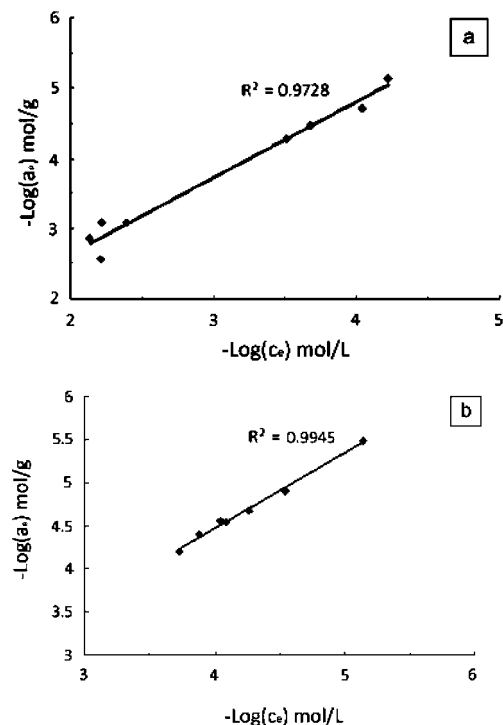 a
R² = 0.9728
5
4
3
2
-Log(aₑ) mol/g
2 3 4 5
-Log(cₑ) mol/L
b
R² = 0.9945
6
5.5
5
4.5
4
3.5
3
-Log(aₑ) mol/g
3 4 5 6
-Log(cₑ) mol/L